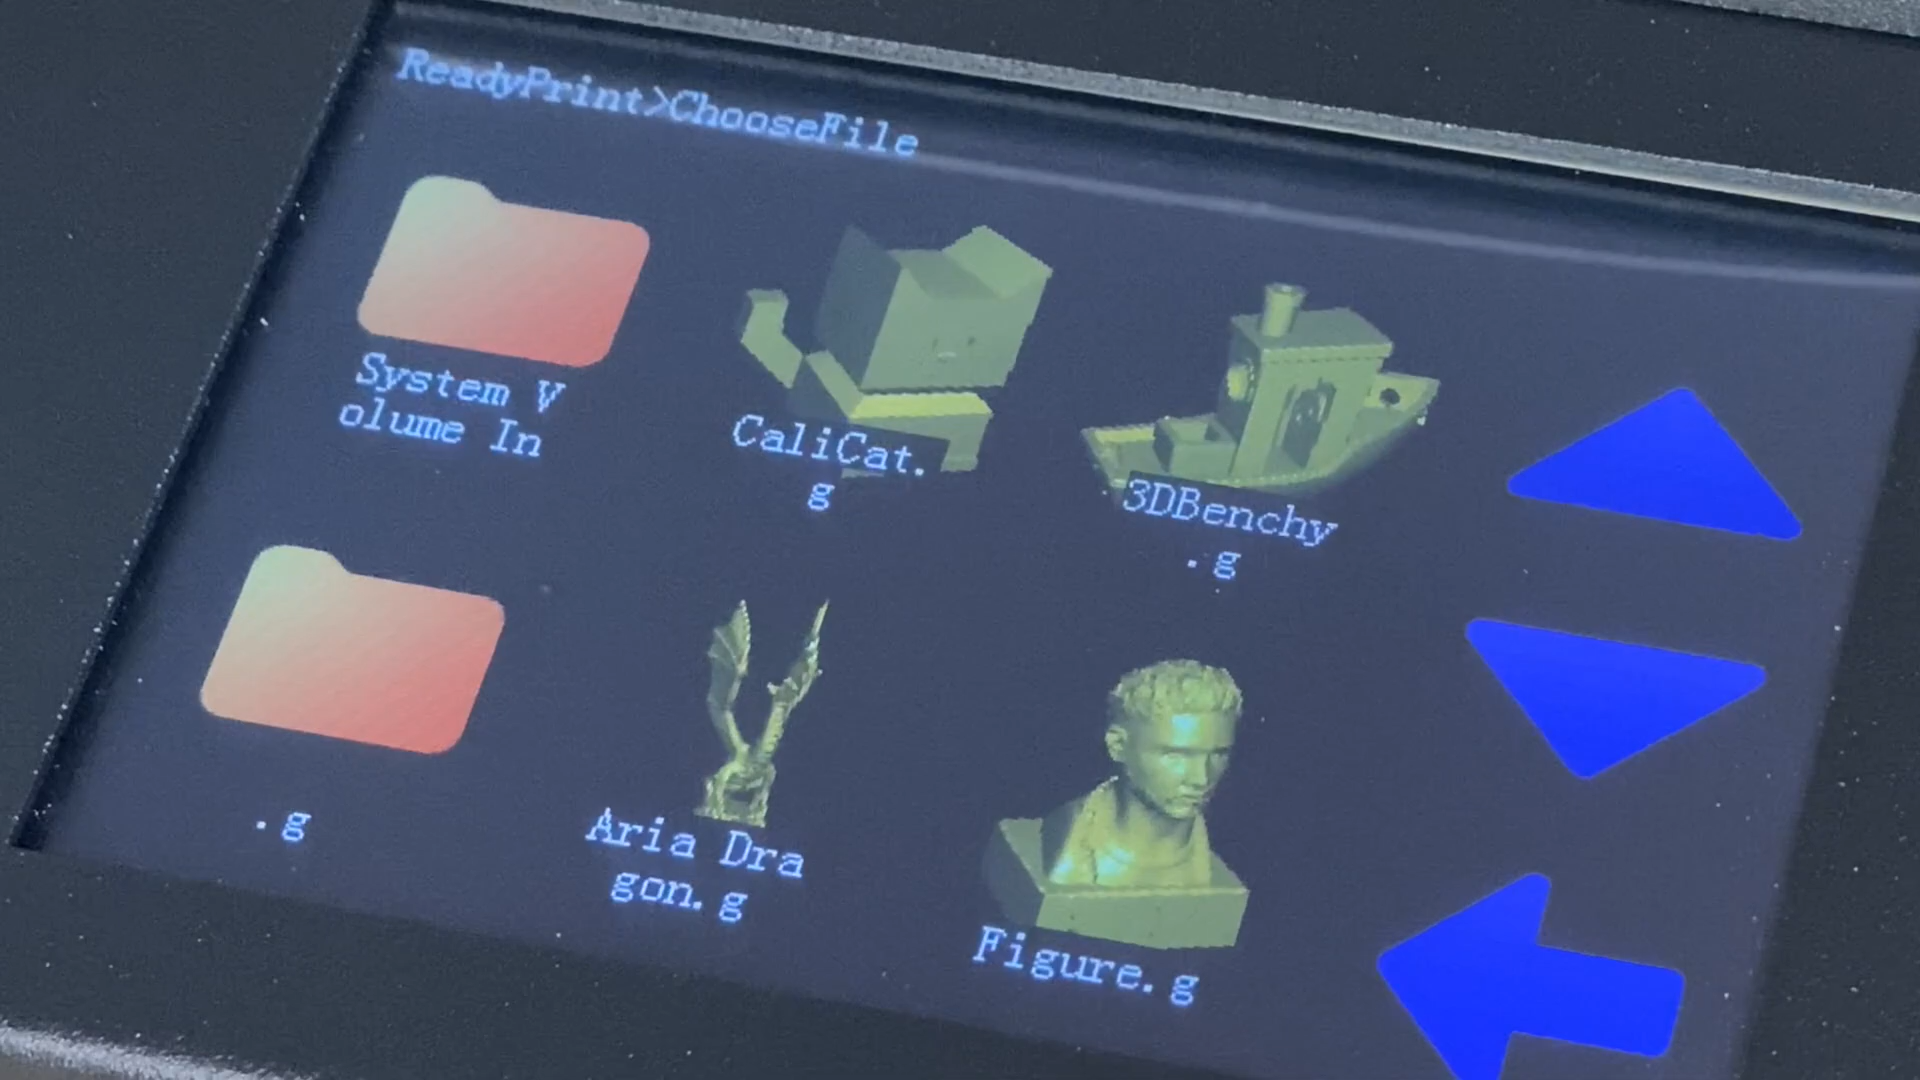 ReadyPrint>ChooseFile
System V
olume In
CaliCat.
g
3DBenchy
.g
.g
Aria Dra
gon.g
Figure.g